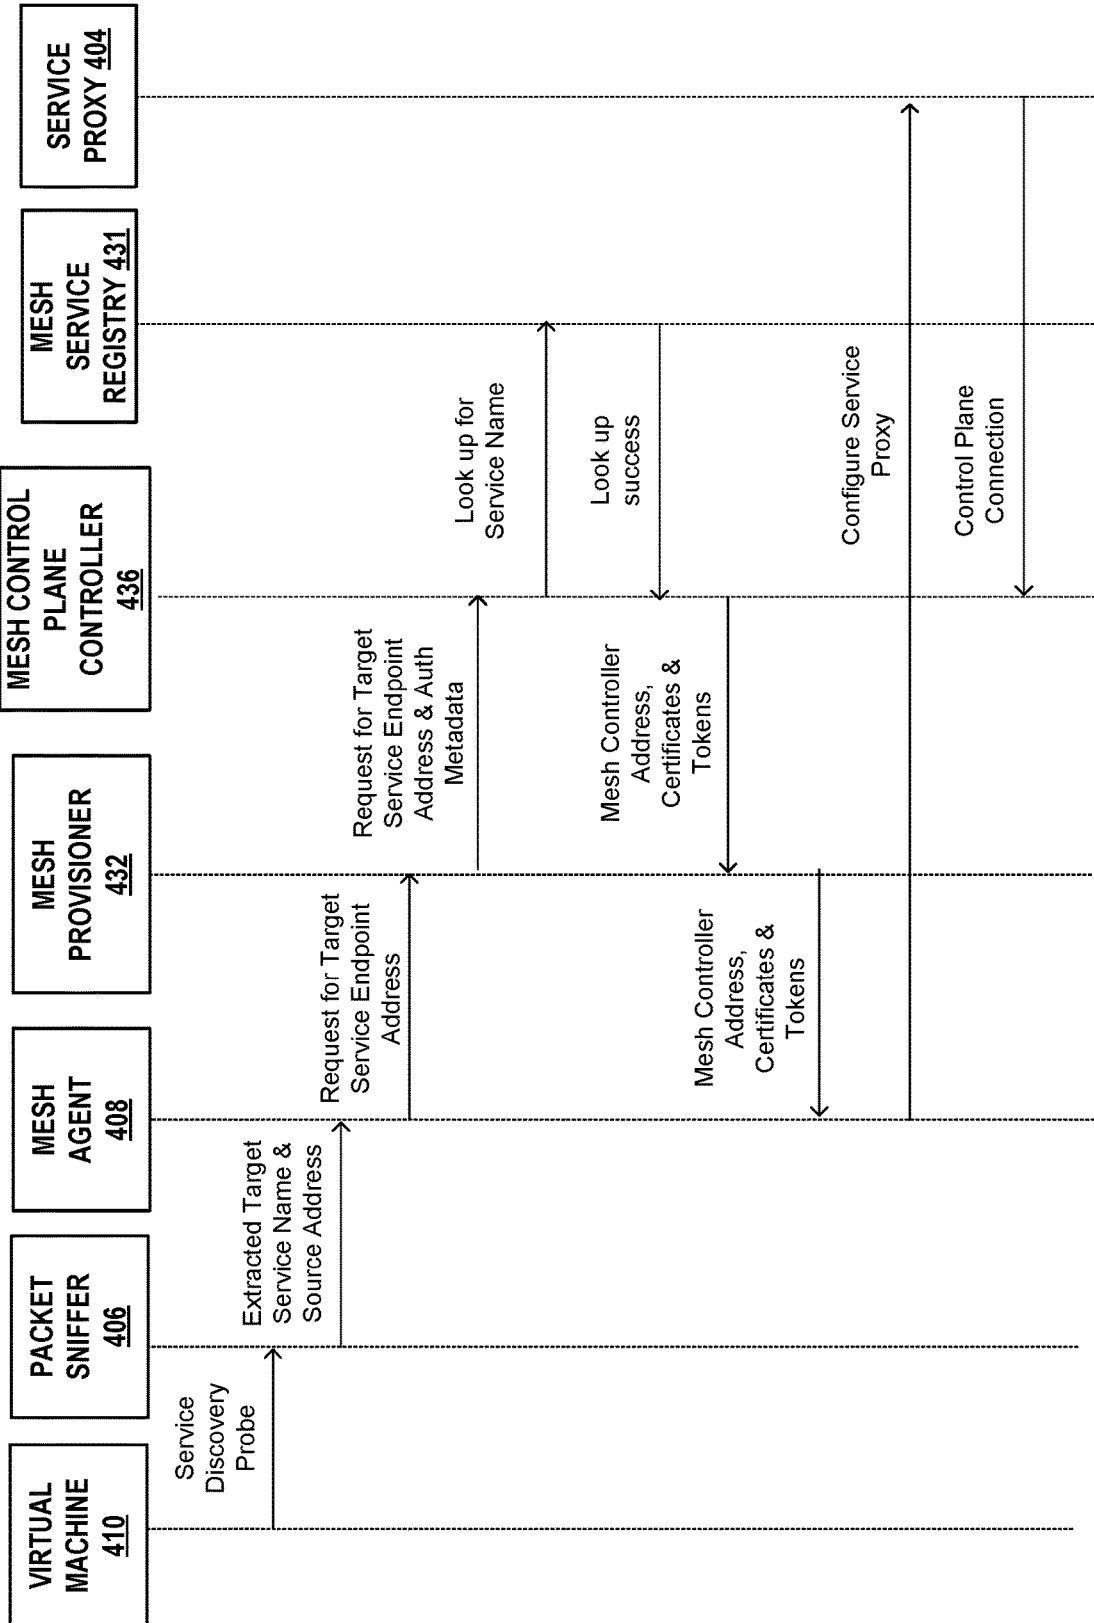 VIRTUAL
MACHINE
410
PACKET
SNIFFER
406
MESH
AGENT
408
MESH
PROVISIONER
432
MESH CONTROL
PLANE
CONTROLLER
436
MESH
SERVICE
REGISTRY 431
SERVICE
PROXY 404
Service
Discovery
Probe
Extracted Target
Service Name &
Source Address
Request for Target
Service Endpoint
Address
Request for Target
Service Endpoint
Address & Auth
Metadata
Look up for
Service Name
Look up
success
Mesh Controller
Address,
Certificates &
Tokens
Mesh Controller
Address,
Certificates &
Tokens
Configure Service
Proxy
Control Plane
Connection